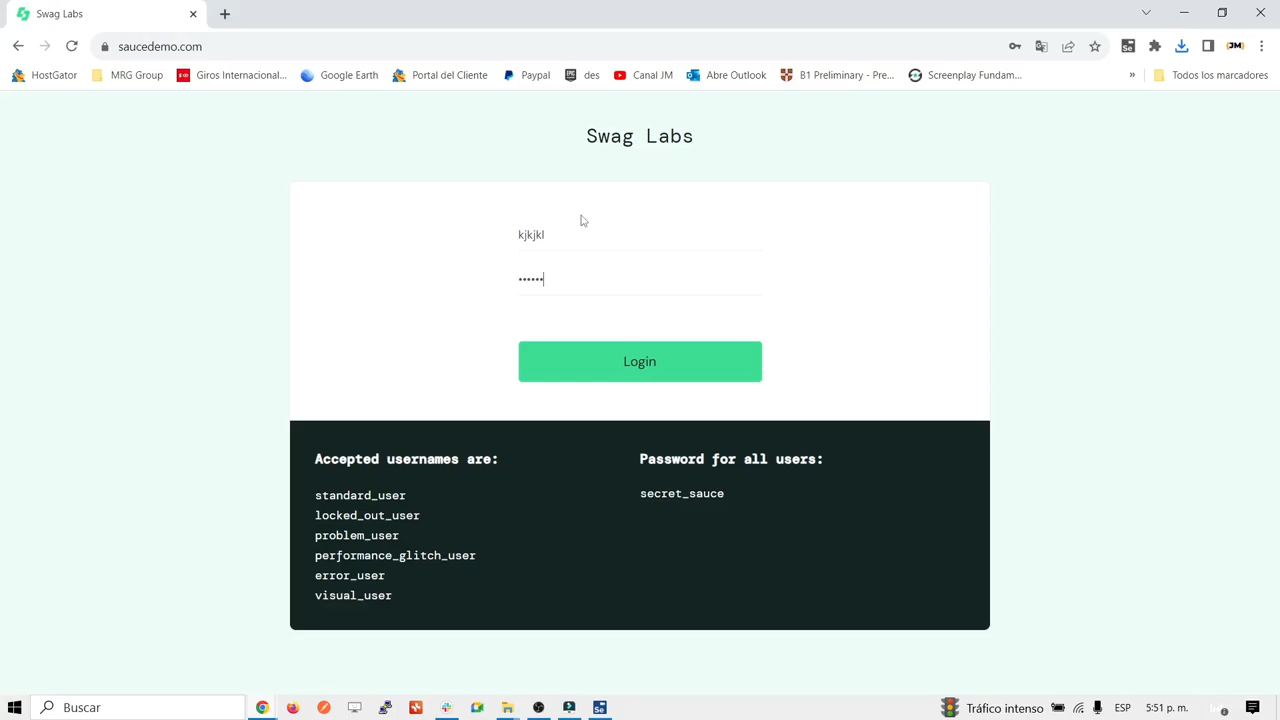 Swag Labs
saucedemo.com
HostGator
MRG Group
Giros Internacional...
Google Earth
Portal del Cliente
Paypal
des
Canal JM
Abre Outlook
B1 Preliminary - Pre...
Screenplay Fundam...
»
Todos los marcadores
Swag Labs
kjkjkl
••••••
Login
Accepted usernames are:
standard_user
locked_out_user
problem_user
performance_glitch_user
error_user
visual_user
Password for all users:
secret_sauce
Buscar
Tráfico intenso
ESP
5:51 p. m.